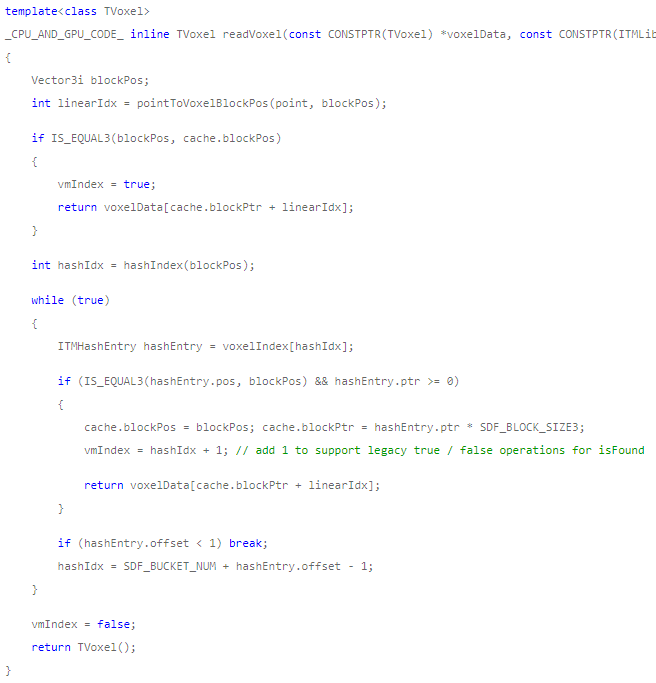 template<class TVoxel>
_CPU_AND_GPU_CODE_ inline TVoxel readVoxel(const CONSTPTR(TVoxel) *voxelData, const CONSTPTR(ITMLib
{
    Vector3i blockPos;
    int linearIdx = pointToVoxelBlockPos(point, blockPos);
    if IS_EQUAL3(blockPos, cache.blockPos)
    {
        vmIndex = true;
        return voxelData[cache.blockPtr + linearIdx];
    }
    int hashIdx = hashIndex(blockPos);
    while (true)
    {
        ITMHashEntry hashEntry = voxelIndex[hashIdx];
        if (IS_EQUAL3(hashEntry.pos, blockPos) && hashEntry.ptr >= 0)
        {
            cache.blockPos = blockPos; cache.blockPtr = hashEntry.ptr * SDF_BLOCK_SIZE3;
            vmIndex = hashIdx + 1; // add 1 to support legacy true / false operations for isFound
            return voxelData[cache.blockPtr + linearIdx];
        }
        if (hashEntry.offset < 1) break;
        hashIdx = SDF_BUCKET_NUM + hashEntry.offset - 1;
    }
    vmIndex = false;
    return TVoxel();
}